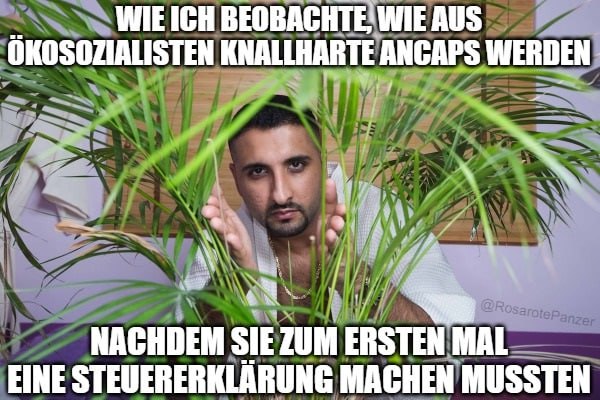 WIE ICH BEOBACHTE, WIE AUS
ÖKOSOZIALISTEN KNALLHARTE ANCAPS WERDEN
@RosarotePanzer
NACHDEM SIE ZUM ERSTEN MAL
EINE STEUERERKLÄRUNG MACHEN MUSSTEN